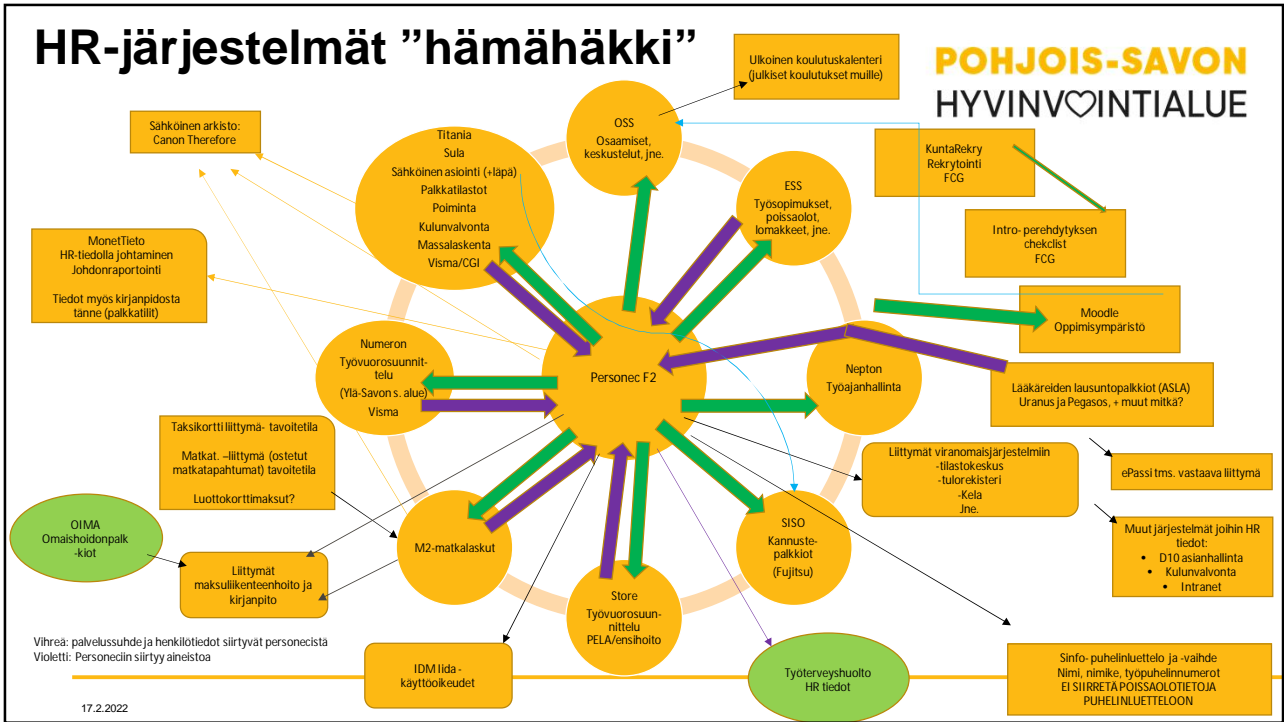 HR-järjestelmät ”hämähäkki”
POHJOIS-SAVON
HYVINVOINTIALUE
Ulkoinen koulutuskalenteri
(julkiset koulutukset muille)
Sähköinen arkisto:
Canon Therefore
Titania
Sula
Sähköinen asiointi (+läpä)
Palkkatilastot
Poiminta
Kulunvalvonta
Massalaskenta
Visma/CGI
OSS
Osaamiset,
keskustelut, jne.
ESS
Työsopimukset,
poissaolot,
lomakkeet, jne.
KuntaRekry
Rekrytointi
FCG
Intro- perehdytyksen
chekclist
FCG
MonetTieto
HR-tiedolla johtaminen
Johdonraportointi
Tiedot myös kirjanpidosta
tänne (palkkatilit)
Moodle
Oppimisympäristö
Numeron
Työvuorosuunnit-
telu
(Ylä-Savon s. alue)
Visma
Personec F2
Nepton
Työajanhallinta
Lääkäreiden lausuntopalkkiot (ASLA)
Uranus ja Pegasos, + muut mitkä?
Taksikortti liittymä- tavoitetila
Matkat. –liittymä (ostetut
matkatapahtumat) tavoitetila
Luottokorttimaksut?
Liittymät viranomaisjärjestelmiin
-tilastokeskus
-tulorekisteri
-Kela
Jne.
ePassi tms. vastaava liittymä
OIMA
Omaishoidonpalk
-kiot
M2-matkalaskut
SISO
Kannuste-
palkkiot
(Fujitsu)
Muut järjestelmät joihin HR
tiedot:
• D10 asianhallinta
• Kulunvalvonta
• Intranet
Liittymät
maksuliikenteenhoito ja
kirjanpito
Store
Työvuorosuun-
nittelu
PELA/ensihoito
Vihreä: palvelussuhde ja henkilötiedot siirtyvät personecistä
Violetti: Personeciin siirtyy aineistoa
IDM Iida -
käyttöoikeudet
Työterveyshuolto
HR tiedot
Sinfo- puhelinluettelo ja -vaihde
Nimi, nimike, työpuhelinnumerot
EI SIIRRETÄ POISSAOLOTIETOJA
PUHELINLUETTELOON
17.2.2022